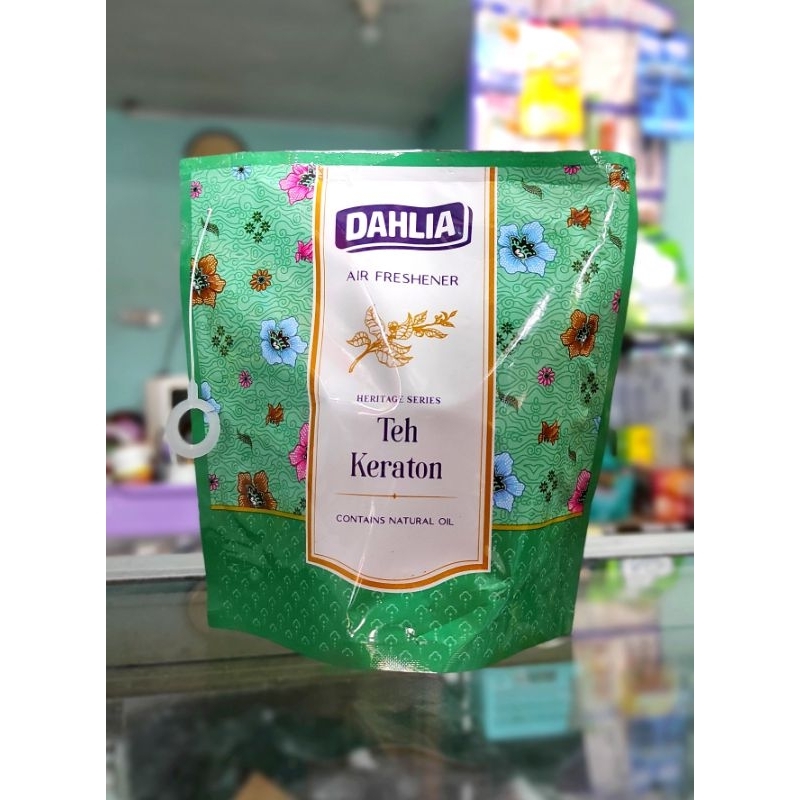 DAHLIA
AIR FRESHENER
HERITAGE SERIES
Teh
Keraton
CONTAINS NATURAL OIL